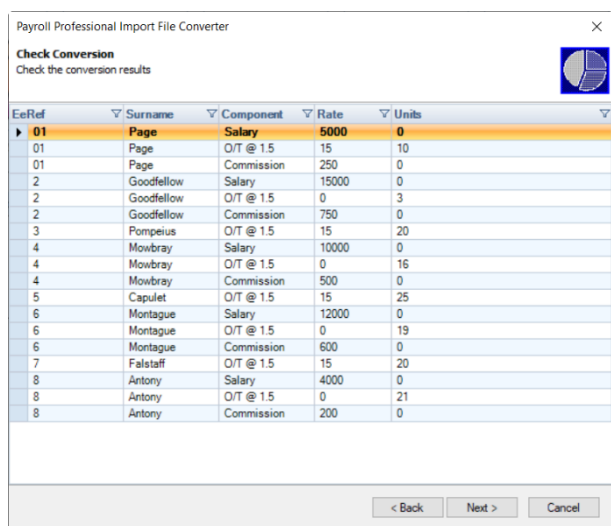 Payroll Professional Import File Converter
Check Conversion
Check the conversion results
EeRef Surname Component Rate Units
01 Page Salary 5000 0
01 Page O/T @ 1.5 15 10
01 Page Commission 250 0
2 Goodfellow Salary 15000 0
2 Goodfellow O/T @ 1.5 0 3
2 Goodfellow Commission 750 0
3 Pompeius O/T @ 1.5 15 20
4 Mowbray Salary 10000 0
4 Mowbray O/T @ 1.5 0 16
4 Mowbray Commission 500 0
5 Capulet O/T @ 1.5 15 25
6 Montague Salary 12000 0
6 Montague O/T @ 1.5 0 19
6 Montague Commission 600 0
7 Falstaff O/T @ 1.5 15 20
8 Antony Salary 4000 0
8 Antony O/T @ 1.5 0 21
8 Antony Commission 200 0
< Back Next > Cancel